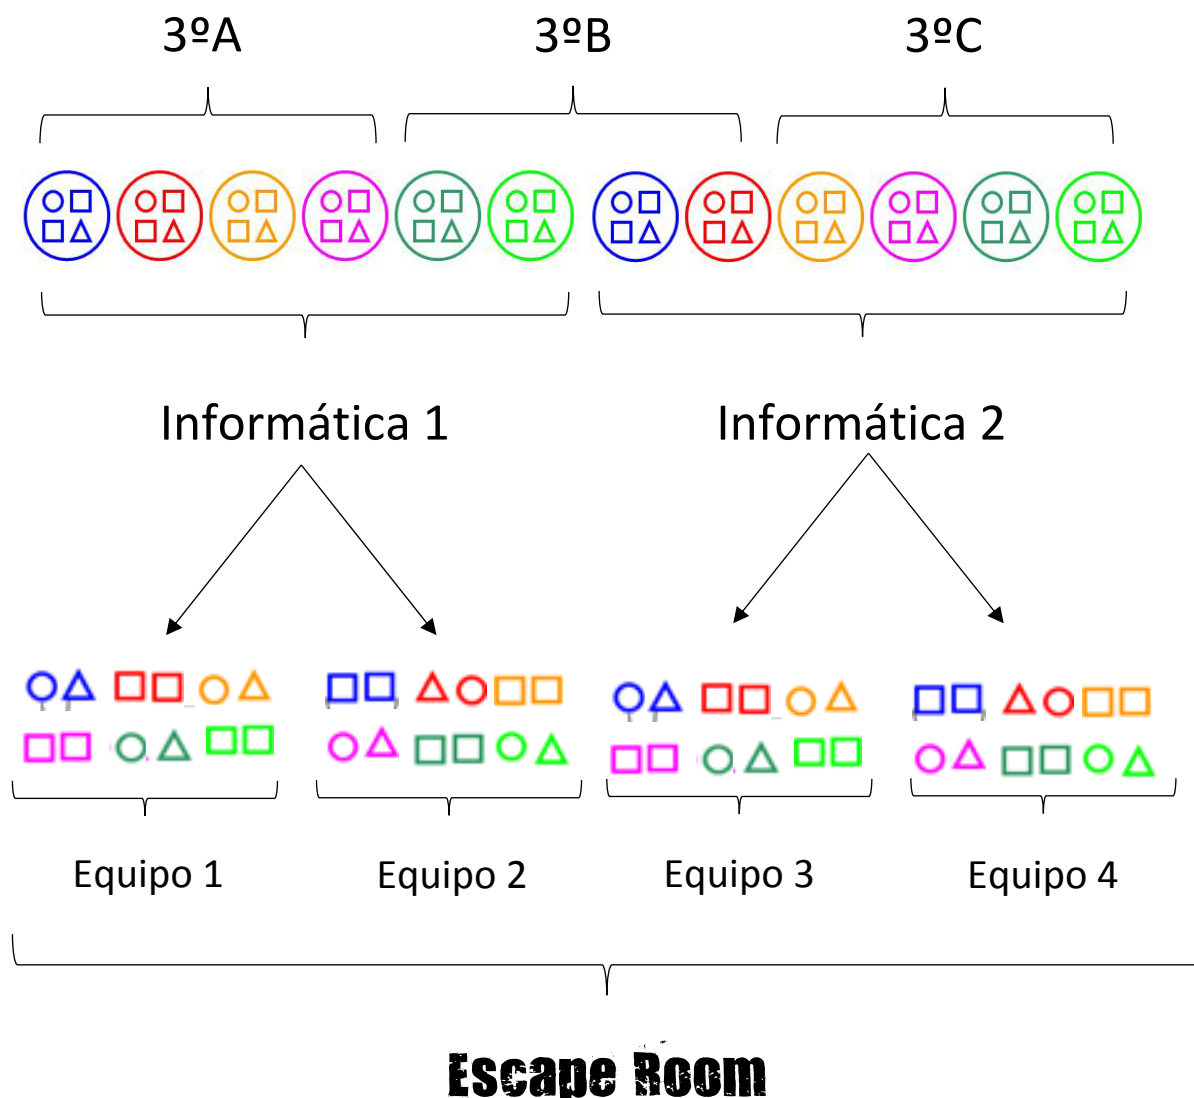 3ºA 3ºB 3ºC
Informática 1 Informática 2
Equipo 1 Equipo 2 Equipo 3 Equipo 4
Escape Room